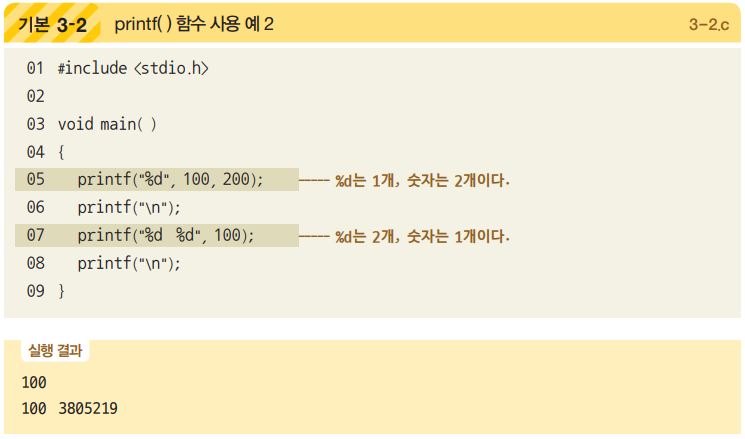 기본 3-2 printf( ) 함수 사용 예 2 3-2.c
01 #include <stdio.h>
02
03 void main( )
04 {
05 printf("%d", 100, 200); ----- %d는 1개, 숫자는 2개이다.
06 printf("\n");
07 printf("%d %d", 100); ----- %d는 2개, 숫자는 1개이다.
08 printf("\n");
09 }
실행 결과
100
100 3805219